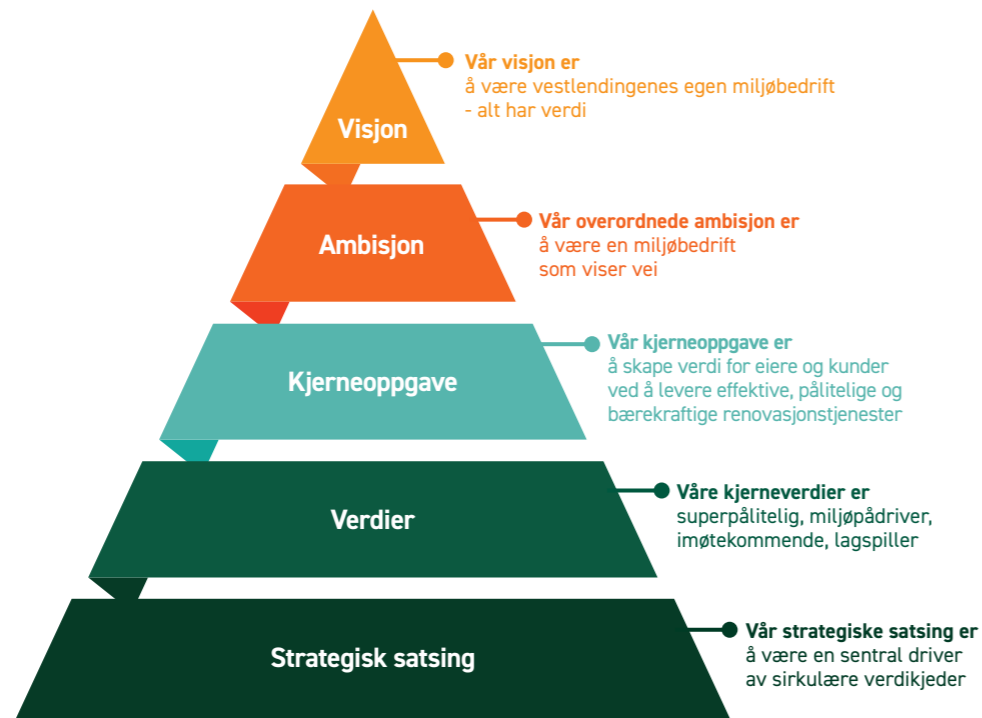 Visjon
Vår visjon er
å være vestlendingenes egen miljøbedrift
- alt har verdi
Ambisjon
Vår overordnede ambisjon er
å være en miljøbedrift
som viser vei
Kjerneoppgave
Vår kjerneoppgave er
å skape verdi for eiere og kunder
ved å levere effektive, pålitelige og
bærekraftige renovasjonstjenester
Verdier
Våre kjerneverdier er
superpålitelig, miljøpådriver,
imøtekommende, lagspiller
Strategisk satsing
Vår strategiske satsing er
å være en sentral driver
av sirkulære verdikjeder